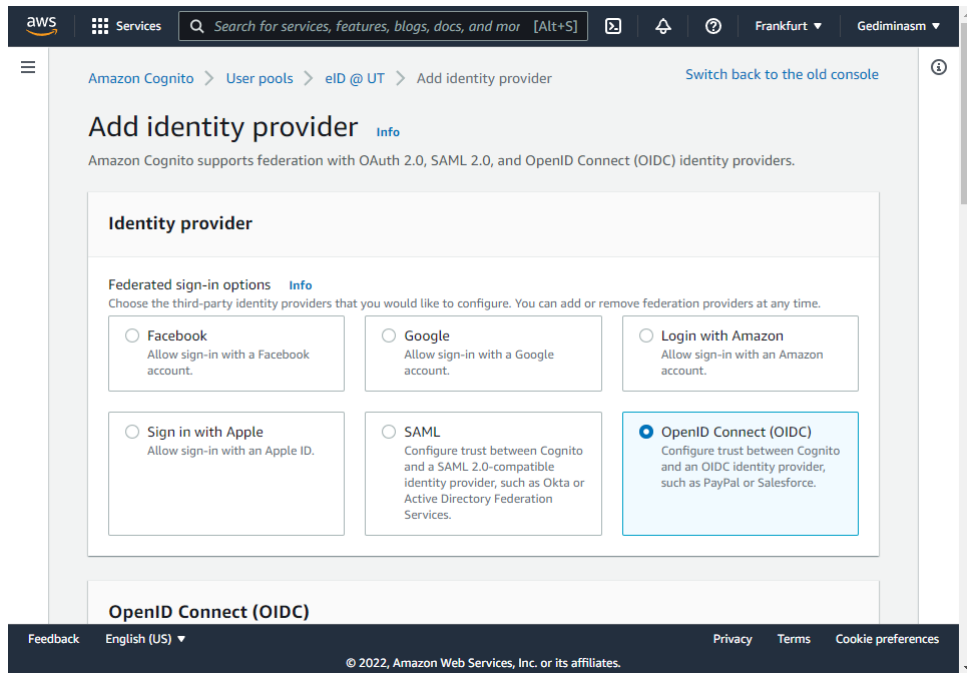 aws Services Search for services, features, blogs, docs, and mor [Alt+S] Frankfurt Gediminasm
Amazon Cognito > User pools > eID @ UT > Add identity provider
Switch back to the old console
Add identity provider Info
Amazon Cognito supports federation with OAuth 2.0, SAML 2.0, and OpenID Connect (OIDC) identity providers.
Identity provider
Federated sign-in options Info
Choose the third-party identity providers that you would like to configure. You can add or remove federation providers at any time.
Facebook
Allow sign-in with a Facebook
account.
Google
Allow sign-in with a Google
account.
Login with Amazon
Allow sign-in with an Amazon
account.
Sign in with Apple
Allow sign-in with an Apple ID.
SAML
Configure trust between Cognito
and a SAML 2.0-compatible
identity provider, such as Okta or
Active Directory Federation
Services.
OpenID Connect (OIDC)
Configure trust between Cognito
and an OIDC identity provider,
such as PayPal or Salesforce.
OpenID Connect (OIDC)
Feedback English (US) Privacy Terms Cookie preferences
© 2022, Amazon Web Services, Inc. or its affiliates.